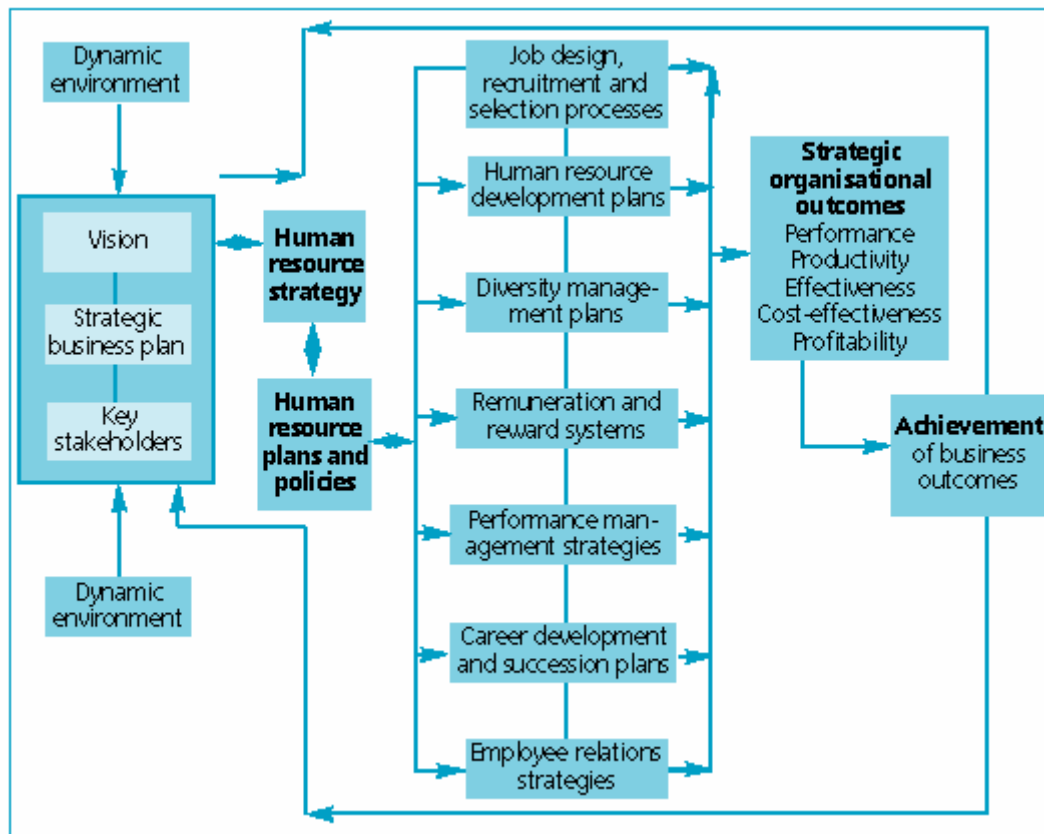 Dynamic
environment
Vision
Strategic
business plan
Key
stakeholders
Dynamic
environment
Human
resource
strategy
Human
resource
plans and
policies
Job design,
recruitment and
selection processes
Human resource
development plans
Diversity manage-
ment plans
Remuneration and
reward systems
Performance man-
agement strategies
Career development
and succession plans
Employee relations
strategies
Strategic
organisational
outcomes
Performance
Productivity
Effectiveness
Cost-effectiveness
Profitability
Achievement
of business
outcomes